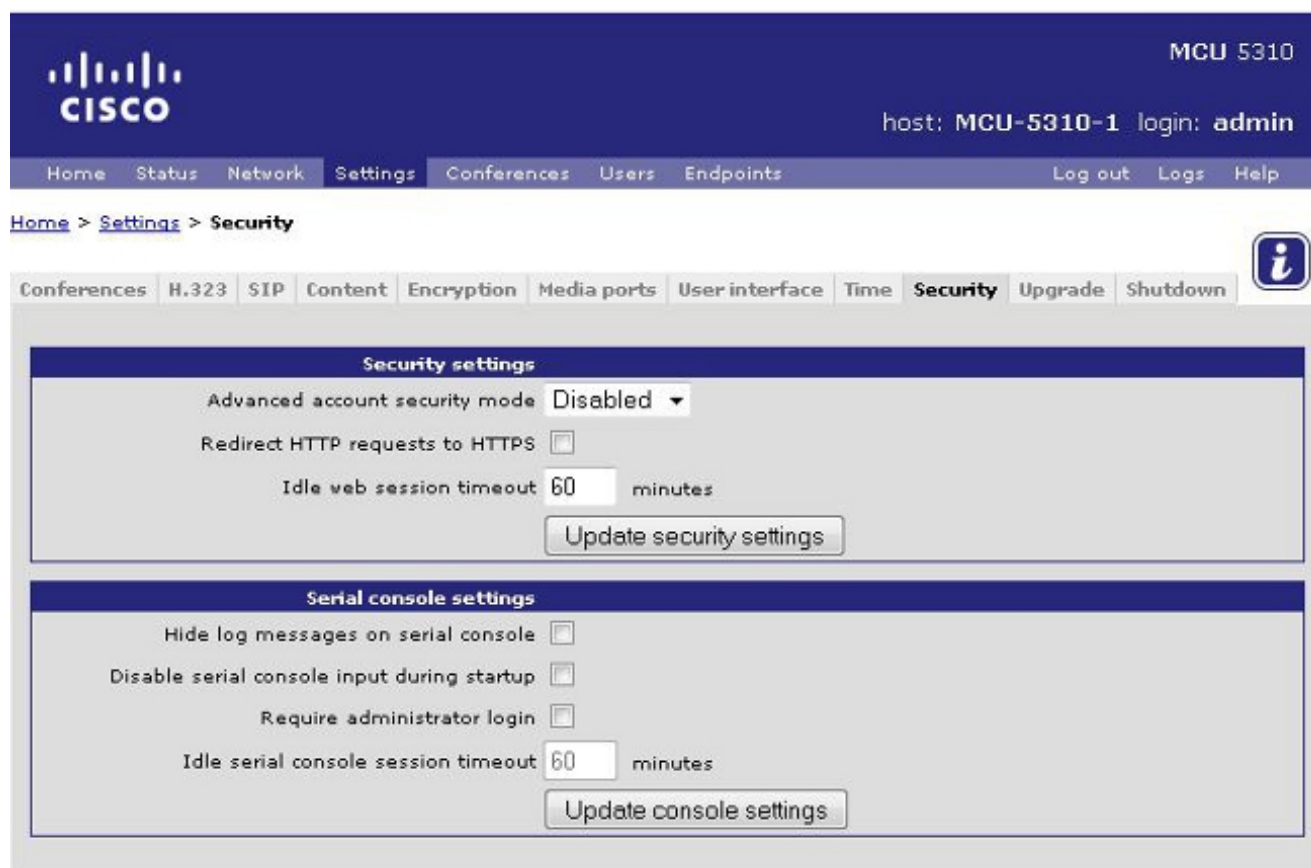 MCU 5310
CISCO
host: MCU-5310-1 login: admin
Home Status Network Settings Conferences Users Endpoints Log out Logs Help
Home > Settings > Security
i
Conferences H.323 SIP Content Encryption Media ports User interface Time Security Upgrade Shutdown
Security settings
Advanced account security mode Disabled
Redirect HTTP requests to HTTPS
Idle web session timeout 60 minutes
Update security settings
Serial console settings
Hide log messages on serial console
Disable serial console input during startup
Require administrator login
Idle serial console session timeout 60 minutes
Update console settings